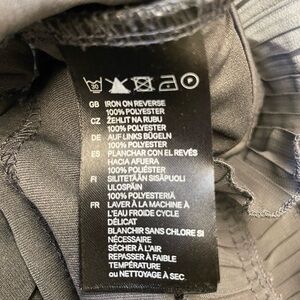 30
GB IRON ON REVERSE
100% POLYESTER
CZ ŽEHLIT NA RUBU
100% POLYESTER
DE AUF LINKS BÜGELN
100% POLYESTER
ES PLANCHAR CON EL REVÉS
HACIA AFUERA
100% POLIÉSTER
FI SILITETÄÄN SISÄPUOLI
ULOSPÄIN
100% POLYESTERIÄ
FR LAVER À LA MACHINE À
L'EAU FROIDE CYCLE
DÉLICAT
BLANCHIR SANS CHLORE SI
NÉCESSAIRE
SÉCHER À L'AIR
REPASSER À FAIBLE
TEMPÉRATURE
ou NETTOYAGE À SEC